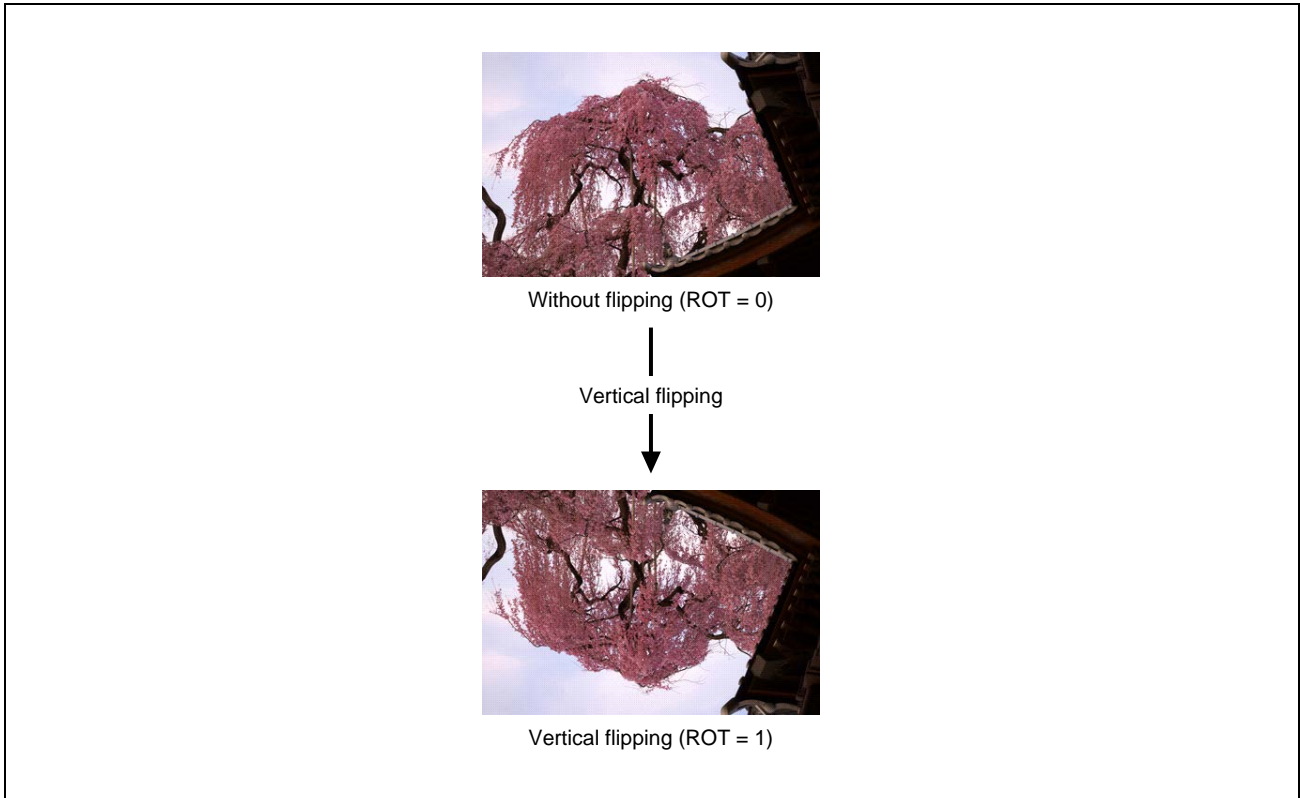 Without flipping (ROT = 0)
Vertical flipping
Vertical flipping (ROT = 1)